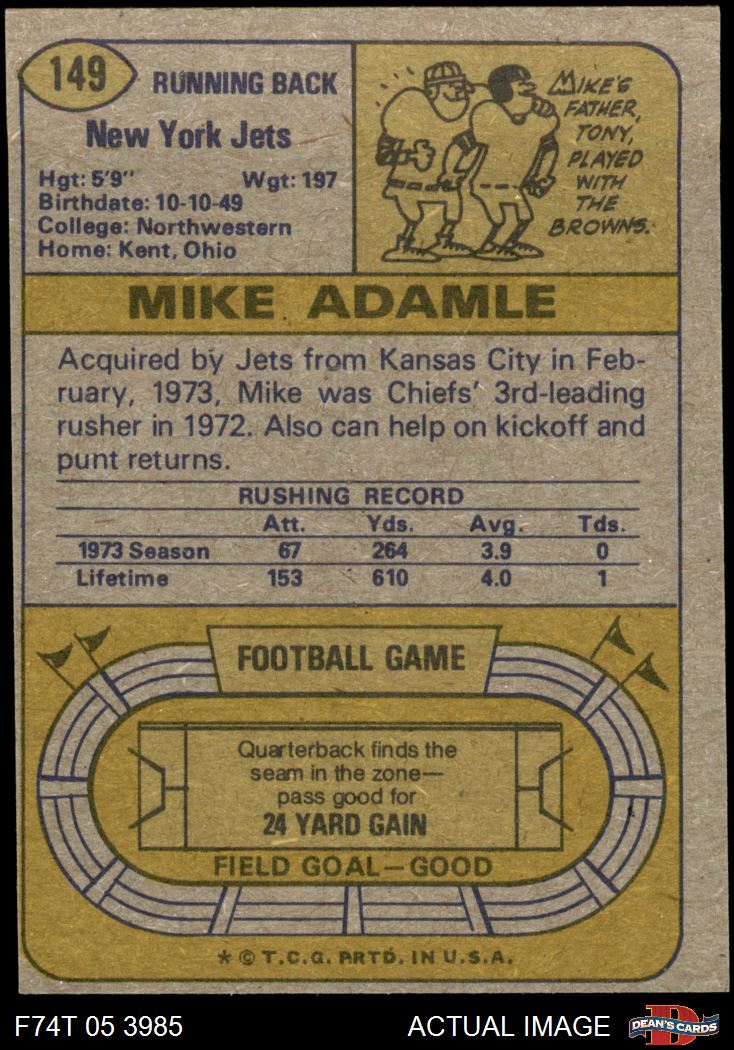 149
RUNNING BACK
New York Jets
Hgt: 5'9" Wgt: 197
Birthdate: 10-10-49
College: Northwestern
Home: Kent, Ohio
MIKE'S
FATHER,
TONY,
PLAYED
WITH
THE
BROWNS.
MIKE ADAMLE
Acquired by Jets from Kansas City in Feb-
ruary, 1973, Mike was Chiefs' 3rd-leading
rusher in 1972. Also can help on kickoff and
punt returns.
RUSHING RECORD
Att. Yds. Avg. Tds.
1973 Season 67 264 3.9 0
Lifetime 153 610 4.0 1
FOOTBALL GAME
Quarterback finds the
seam in the zone—
pass good for
24 YARD GAIN
FIELD GOAL—GOOD
* © T.C.G. PRTD. IN U.S.A.
F74T 05 3985 ACTUAL IMAGE
D
DEAN'S CARDS